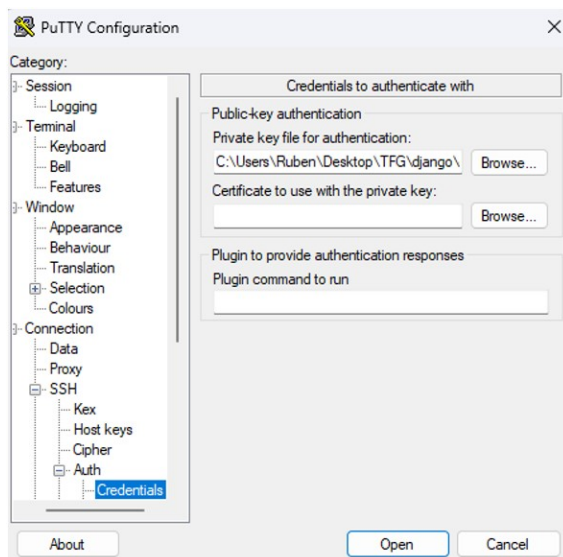 PuTTY Configuration
Category:
Session
Logging
Terminal
Keyboard
Bell
Features
Window
Appearance
Behaviour
Translation
Selection
Colours
Connection
Data
Proxy
SSH
Kex
Host keys
Cipher
Auth
Credentials
Credentials to authenticate with
Public-key authentication
Private key file for authentication:
C:\Users\Ruben\Desktop\TFG\django\
Browse...
Certificate to use with the private key:
Browse...
Plugin to provide authentication responses
Plugin command to run
About
Open
Cancel